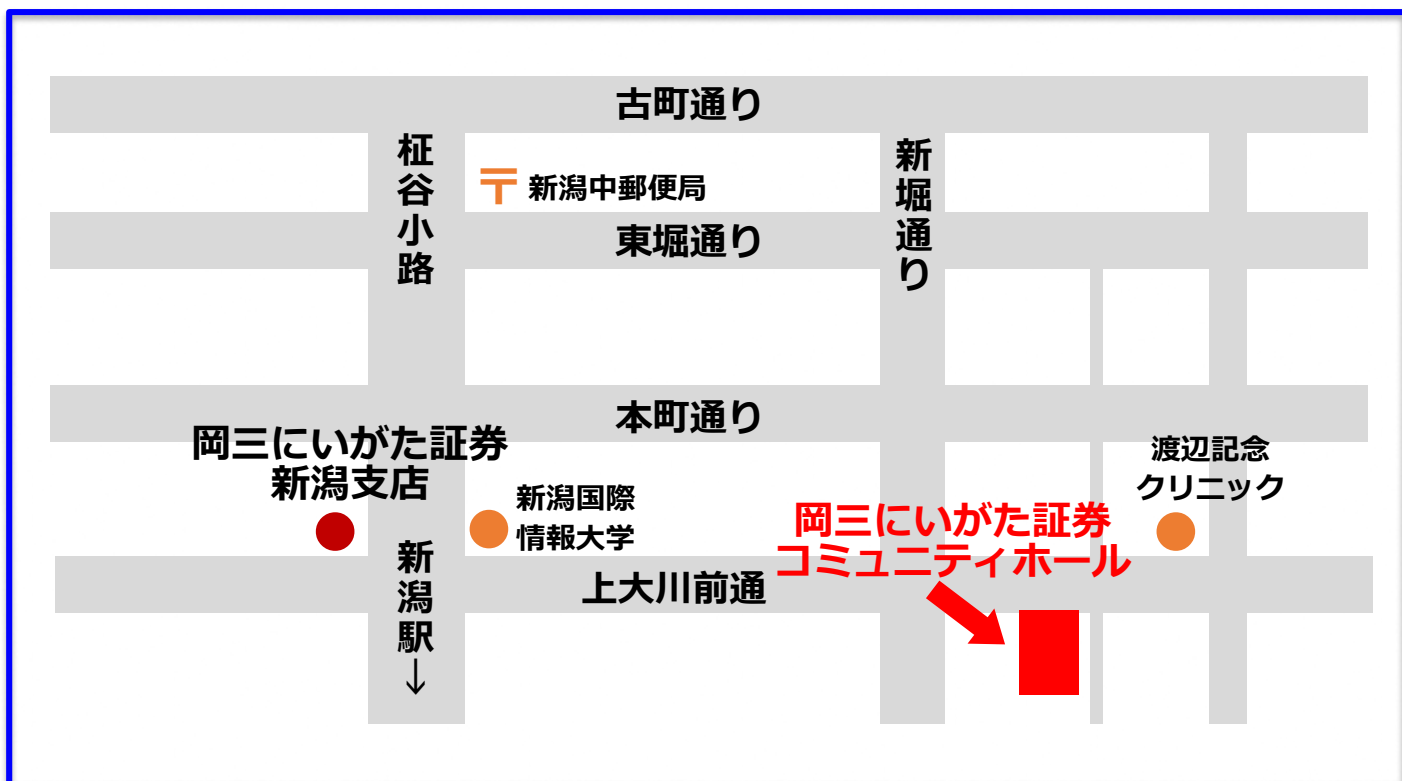 古町通り
柾谷小路
新堀通り
〒 新潟中郵便局
東堀通り
本町通り
岡三にいがた証券
新潟支店
新潟国際
情報大学
渡辺記念
クリニック
岡三にいがた証券
コミュニティホール
新潟駅↓
上大川前通